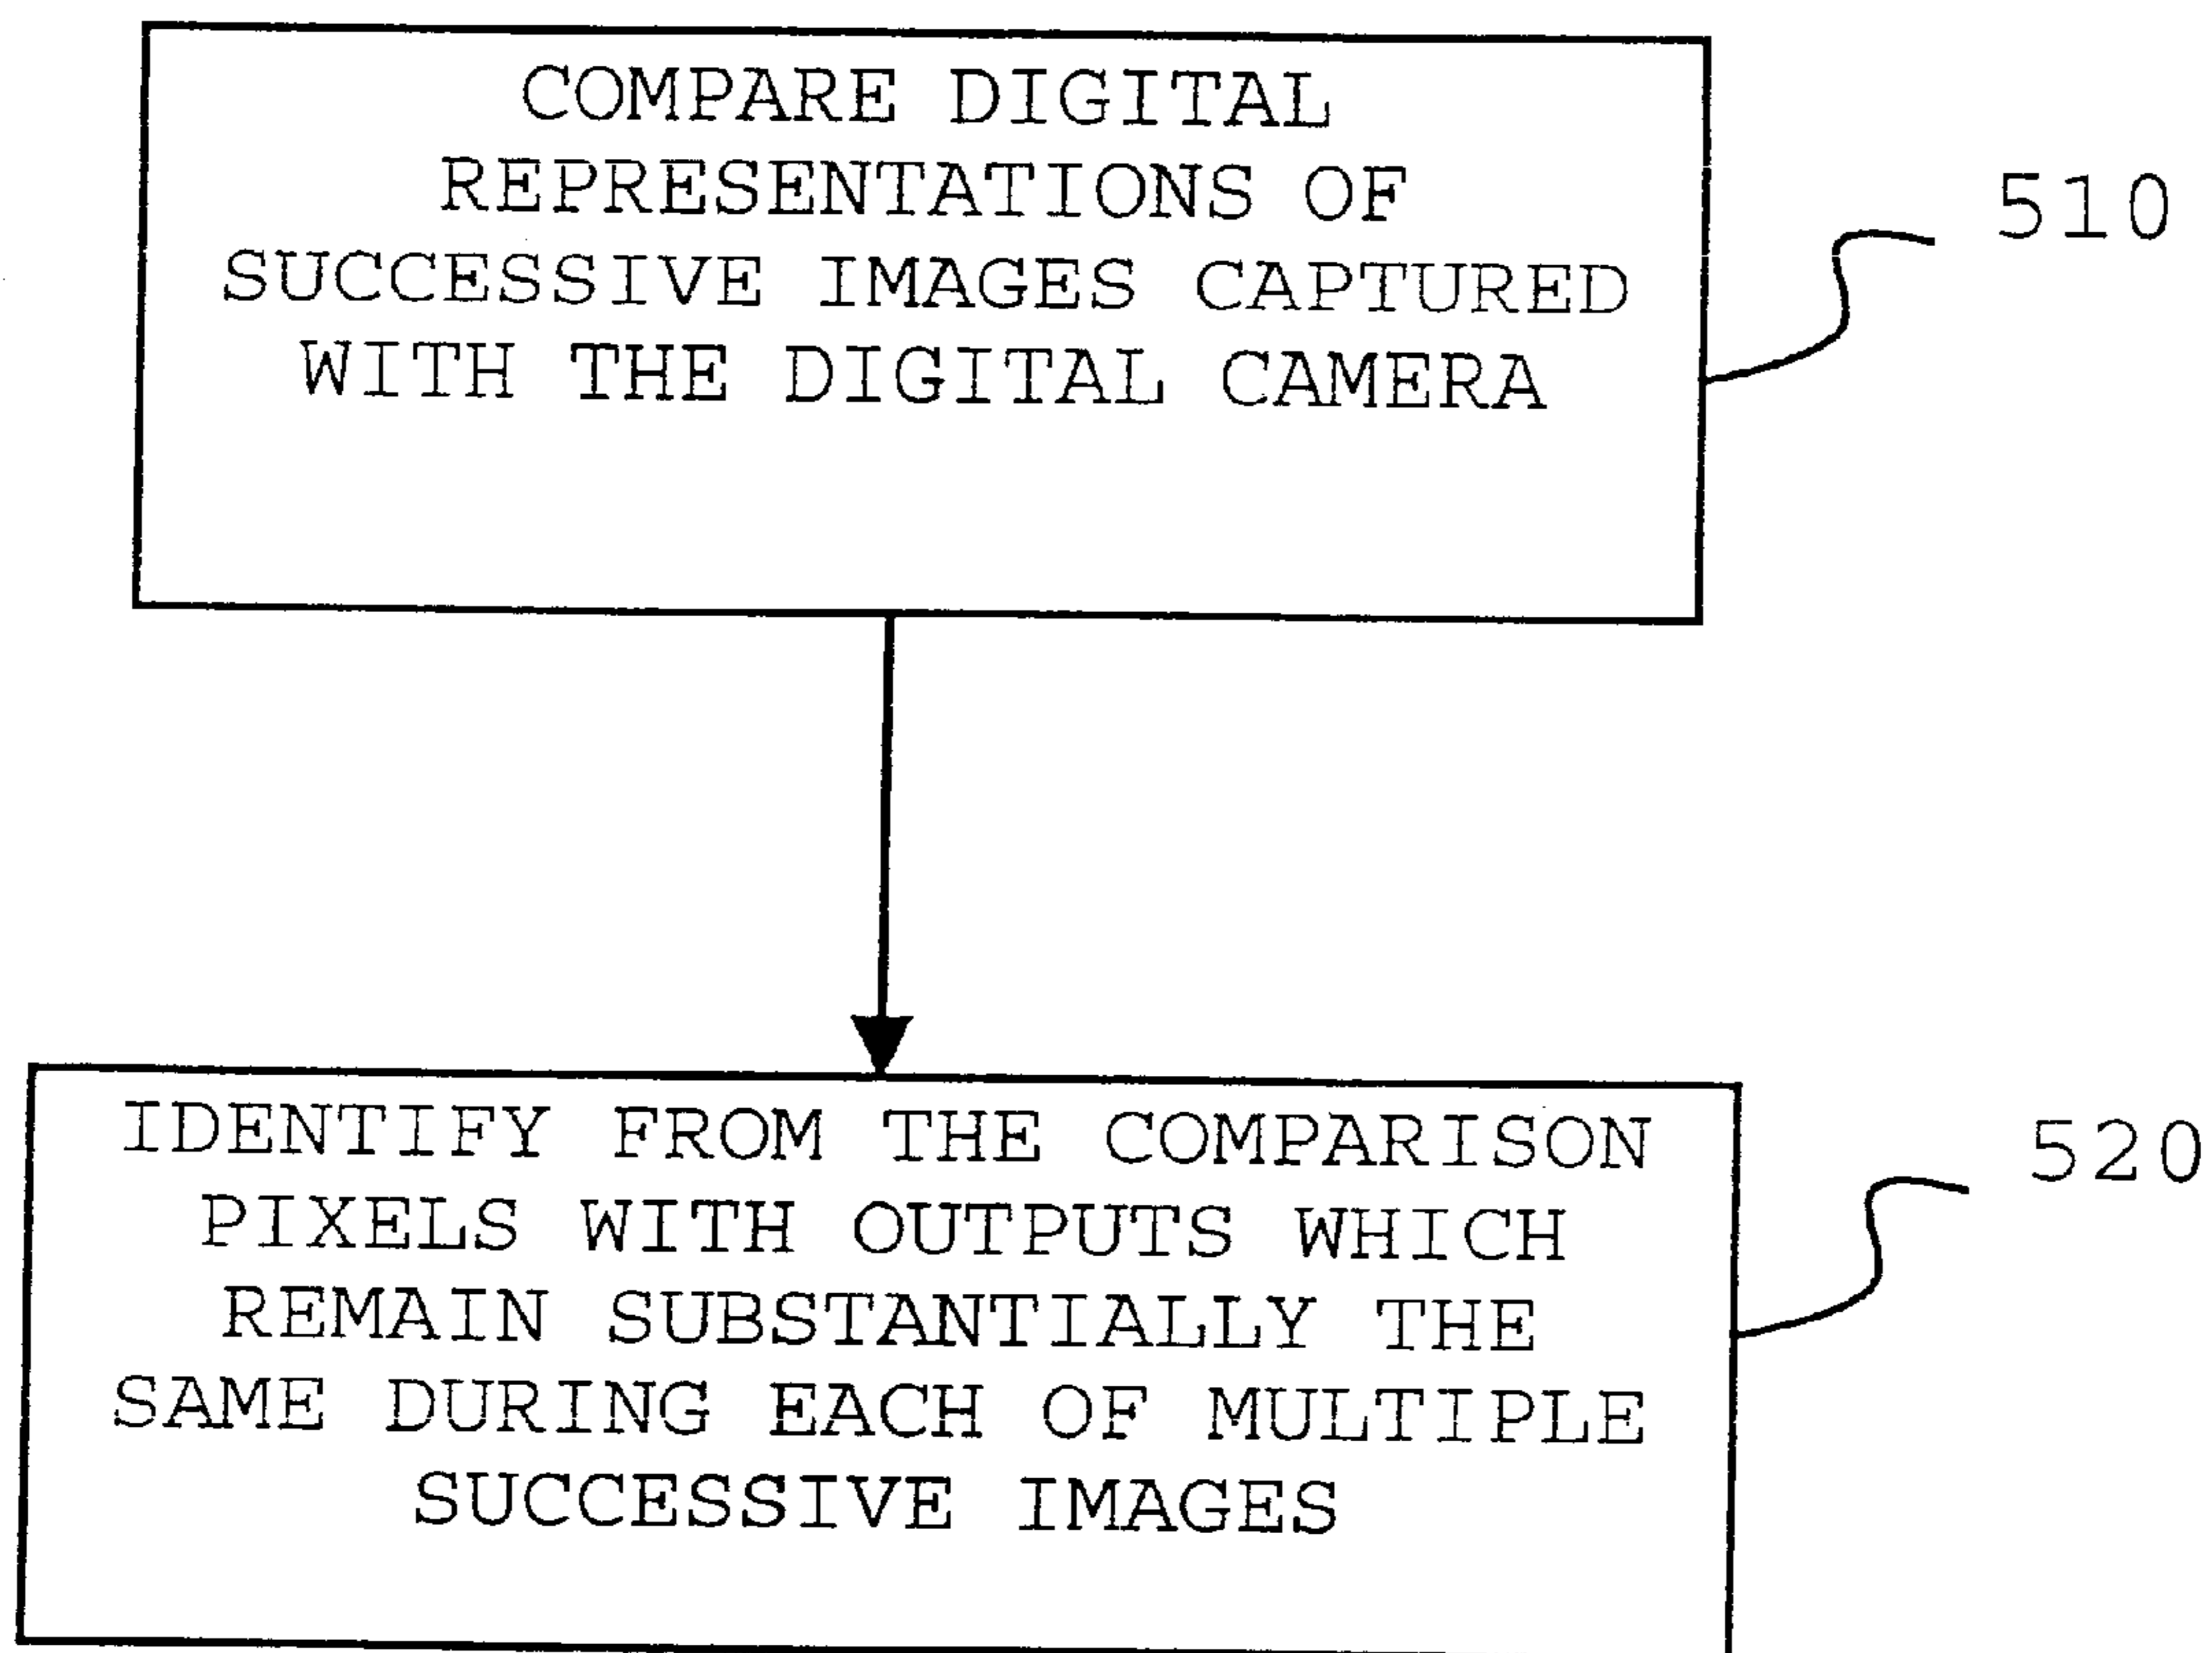 COMPARE DIGITAL
REPRESENTATIONS OF
SUCCESSIVE IMAGES CAPTURED
WITH THE DIGITAL CAMERA
510
IDENTIFY FROM THE COMPARISON
PIXELS WITH OUTPUTS WHICH
REMAIN SUBSTANTIALLY THE
SAME DURING EACH OF MULTIPLE
SUCCESSIVE IMAGES
520